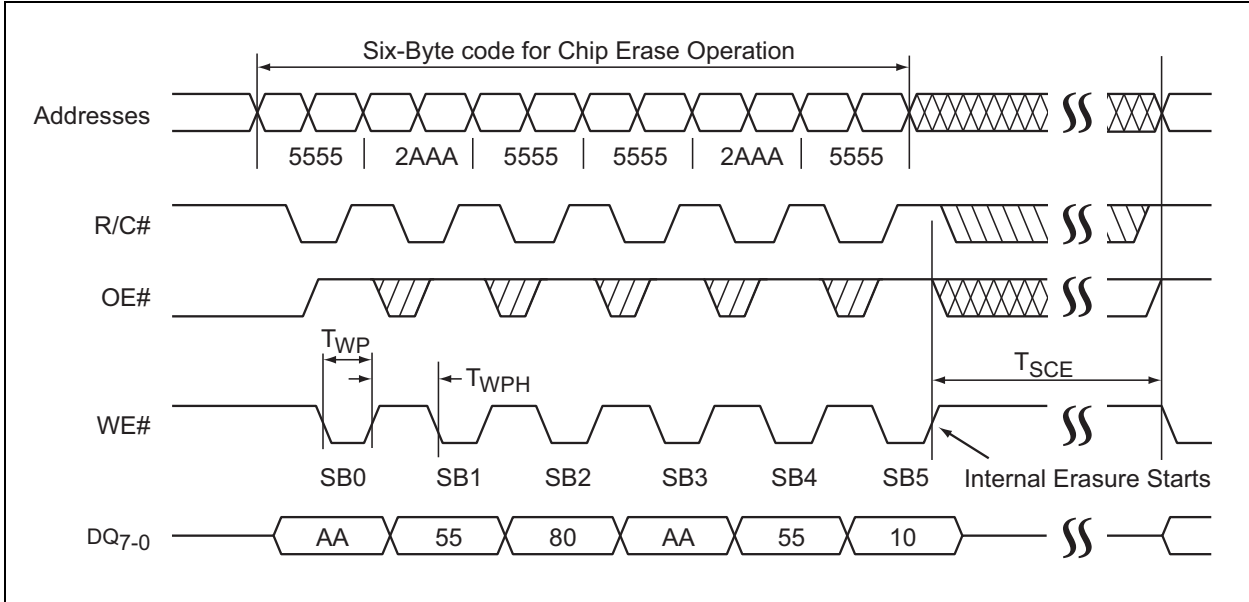 Six-Byte code for Chip Erase Operation
Addresses
5555 2AAA 5555 5555 2AAA 5555
R/C#
OE#
TWP
TWPH
TSCE
WE#
SB0 SB1 SB2 SB3 SB4 SB5 Internal Erasure Starts
DQ7-0 AA 55 80 AA 55 10